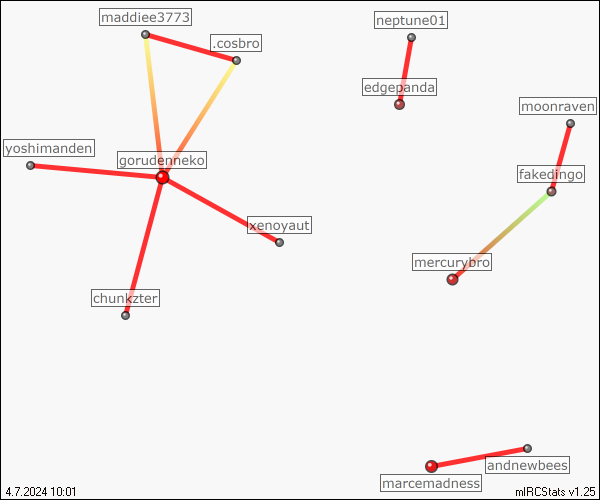 maddiee3773
neptune01
.cosbro
edgepanda
moonraven
yoshimanden
gorudenneko
fakedingo
xenoyaut
mercurybro
chunkzter
andnewbees
marcemadness
4.7.2024 10:01
mIRCStats v1.25